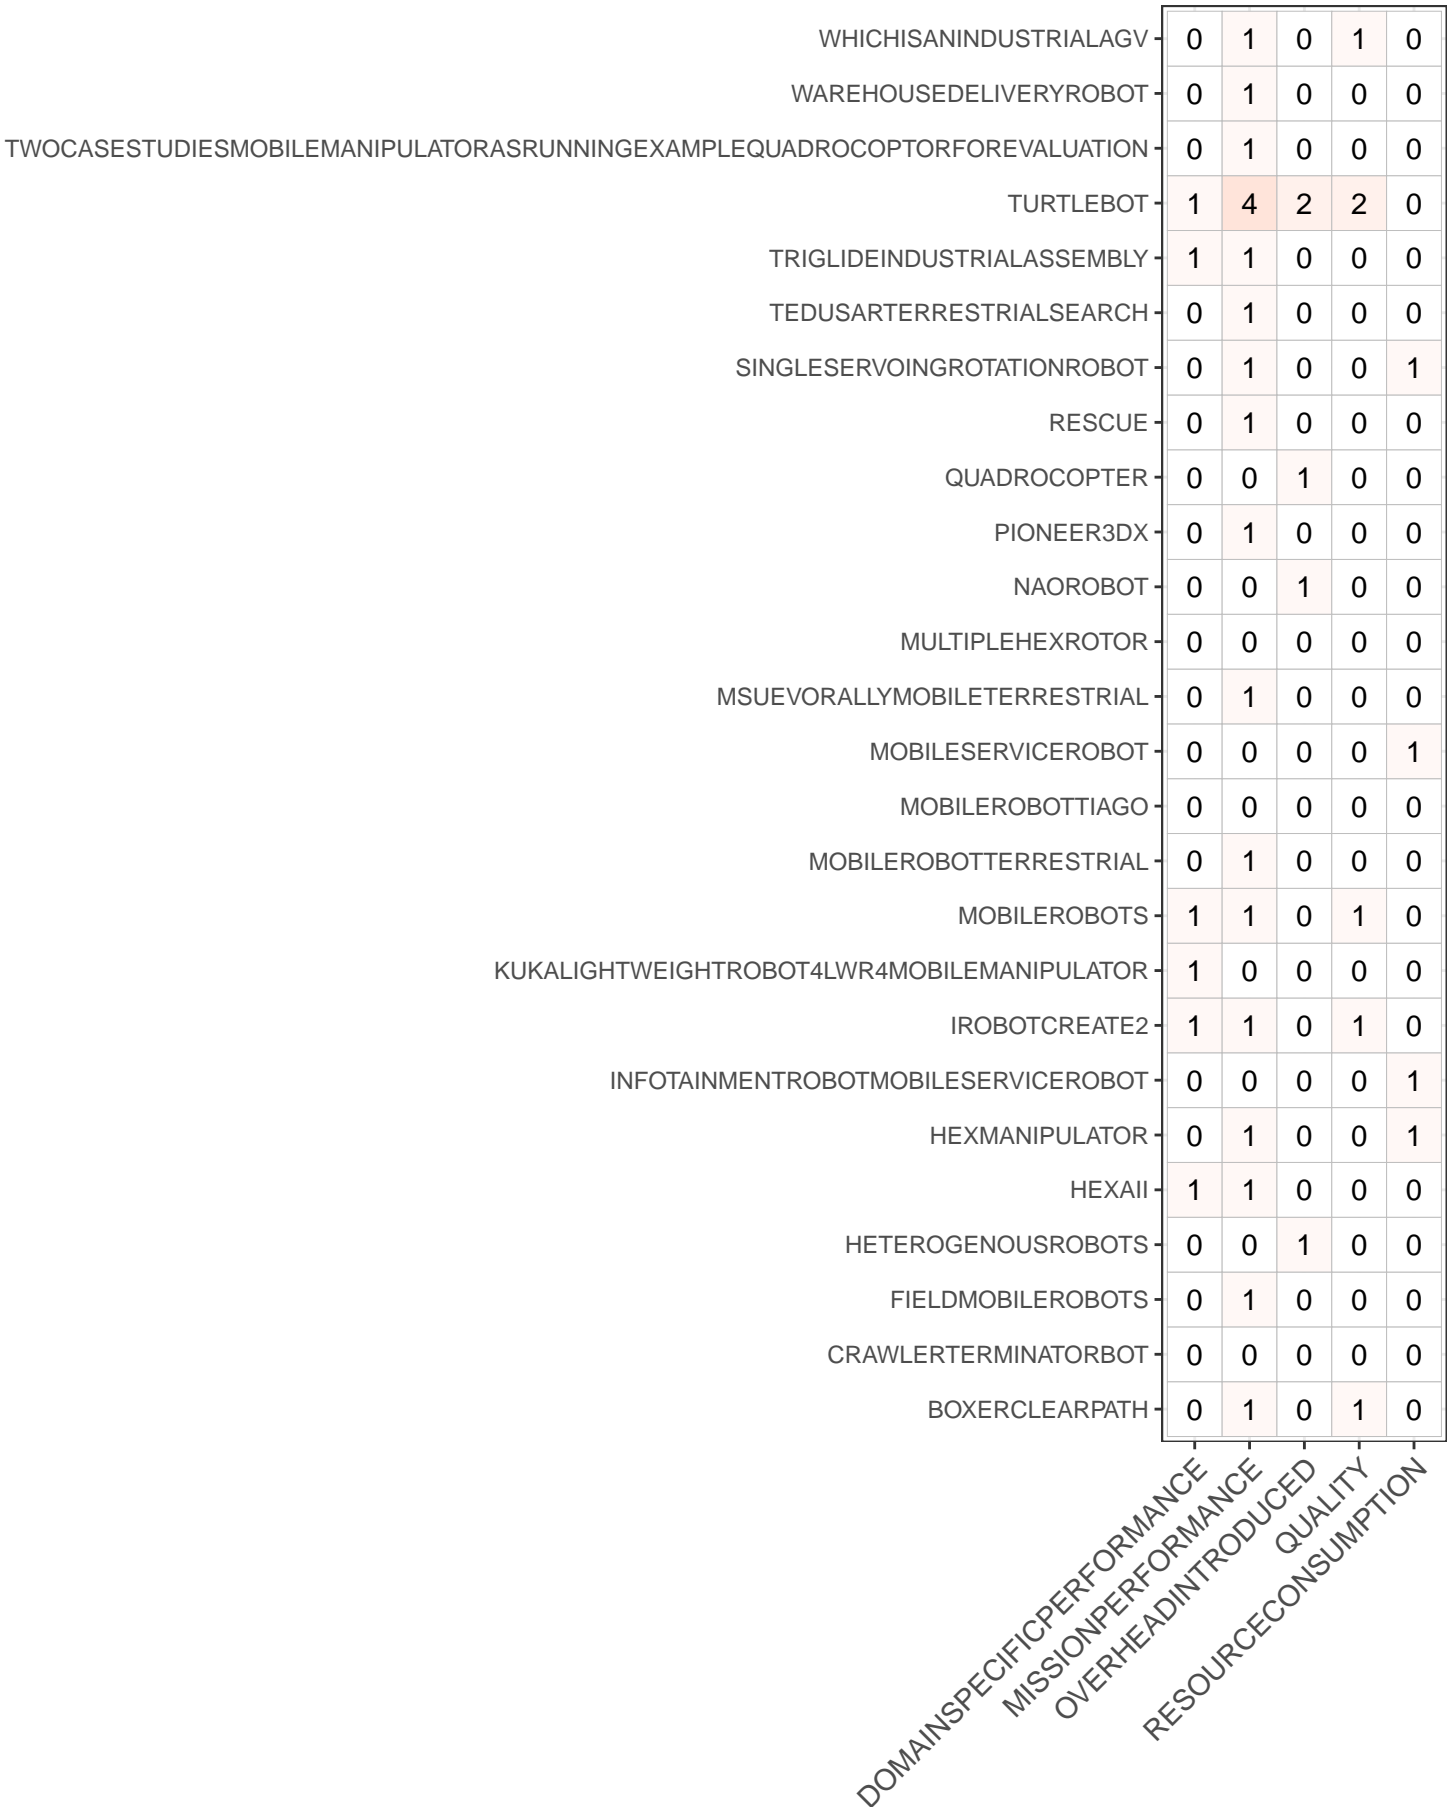 WHICHISANINDUSTRIALAGV 0 1 0 1 0
WAREHOUSEDELIVERYROBOT 0 1 0 0 0
TWOCASESTUDIESMOBILEMANIPULATORASRUNNINGEXAMPLEQUADROCOPTORFOREVALUATION 0 1 0 0 0
TURTLEBOT 1 4 2 2 0
TRIGLIDEINDUSTRIALASSEMBLY 1 1 0 0 0
TEDUSARTERRESTRIALSEARCH 0 1 0 0 0
SINGLESERVOINGROTATIONROBOT 0 1 0 0 1
RESCUE 0 1 0 0 0
QUADROCOPTER 0 0 1 0 0
PIONEER3DX 0 1 0 0 0
NAOROBOT 0 0 1 0 0
MULTIPLEHEXROTOR 0 0 0 0 0
MSUEVORALLYMOBILETERRESTRIAL 0 1 0 0 0
MOBILESERVICEROBOT 0 0 0 0 1
MOBILEROBOTTIAGO 0 0 0 0 0
MOBILEROBOTTERRESTRIAL 0 1 0 0 0
MOBILEROBOTS 1 1 0 1 0
KUKALIGHTWEIGHTROBOT4LWR4MOBILEMANIPULATOR 1 0 0 0 0
IROBOTCREATE2 1 1 0 1 0
INFOTAINMENTROBOTMOBILESERVICEROBOT 0 0 0 0 1
HEXMANIPULATOR 0 1 0 0 1
HEXAII 1 1 0 0 0
HETEROGENOUSROBOTS 0 0 1 0 0
FIELDMOBILEROBOTS 0 1 0 0 0
CRAWLERTERMINATORBOT 0 0 0 0 0
BOXERCLEARPATH 0 1 0 1 0
DOMAINSPECIFICPERFORMANCE
MISSIONPERFORMANCE
OVERHEADINTRODUCED
QUALITY
RESOURCECONSUMPTION